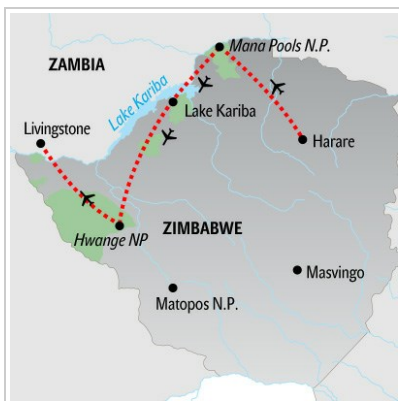 Mana Pools N.P.
ZAMBIA
Lake Kariba
Lake Kariba
Livingstone
Harare
ZIMBABWE
Hwange NP
Masvingo
Matopos N.P.